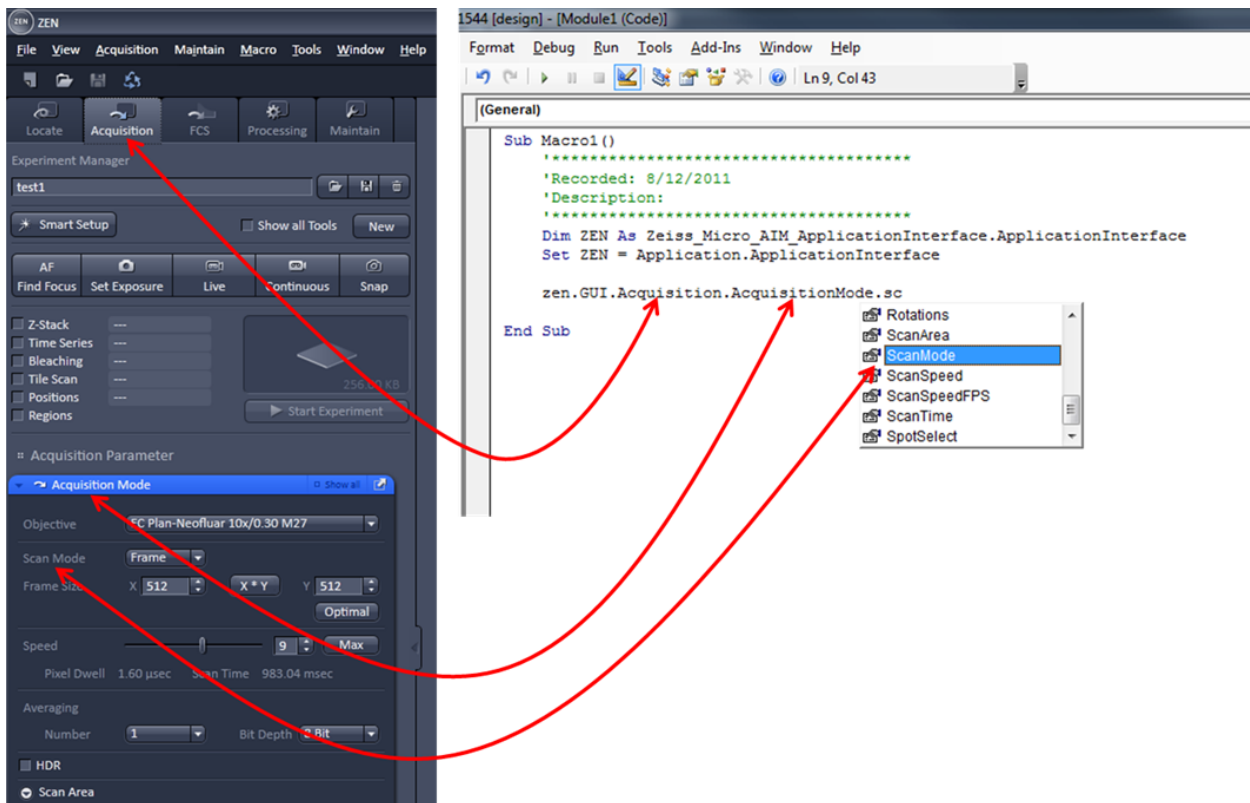 ZEN ZEN
File View Acquisition Maintain Macro Tools Window Help
Locate Acquisition FCS Processing Maintain
Experiment Manager
test1
Smart Setup Show all Tools New
AF
Find Focus Set Exposure Live Continuous Snap
Z-Stack ---
Time Series ---
Bleaching ---
Tile Scan ---
Positions ---
Regions
256.00 KB
Start Experiment
Acquisition Parameter
Acquisition Mode Show all
Objective EC Plan-Neofluar 10x/0.30 M27
Scan Mode Frame
Frame Size X 512 X * Y Y 512
Optimal
Speed 9 Max
Pixel Dwell 1.60 µsec Scan Time 983.04 msec
Averaging
Number 1 Bit Depth 8 Bit
HDR
Scan Area
1544 [design] - [Module1 (Code)]
Format Debug Run Tools Add-Ins Window Help
Ln 9, Col 43
(General)
Sub Macro1()
'**************************************
'Recorded: 8/12/2011
'Description:
'**************************************
Dim ZEN As Zeiss_Micro_AIM_ApplicationInterface.ApplicationInterface
Set ZEN = Application.ApplicationInterface
zen.GUI.Acquisition.AcquisitionMode.sc
End Sub
Rotations
ScanArea
ScanMode
ScanSpeed
ScanSpeedFPS
ScanTime
SpotSelect